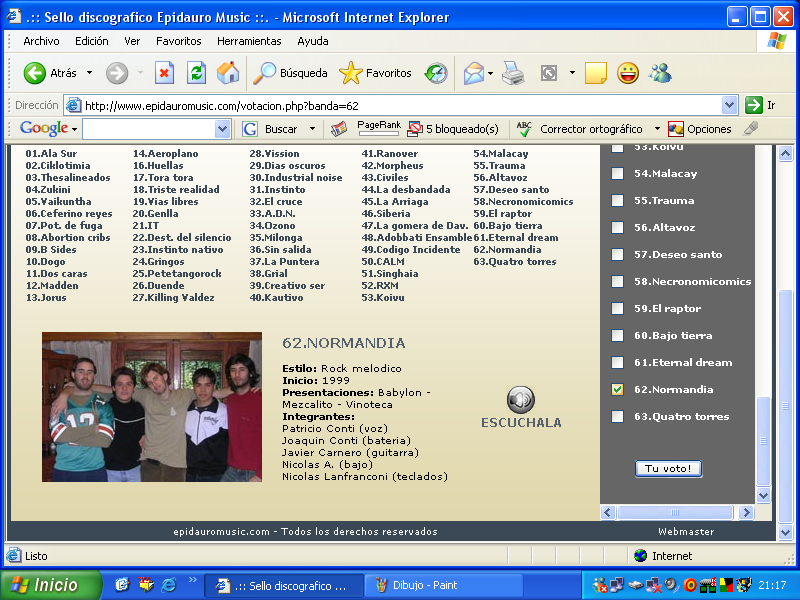 .:: Sello discografico Epidauro Music ::. - Microsoft Internet Explorer
Archivo Edición Ver Favoritos Herramientas Ayuda
Atrás Búsqueda Favoritos
Dirección http://www.epidauromusic.com/votacion.php?banda=62 Ir
Google Buscar PageRank 5 bloqueado(s) ABC Corrector ortográfico Opciones
01.Ala Sur
02.Ciklotimia
03.Thesalineados
04.Zukini
05.Vaikuntha
06.Ceferino reyes
07.Pot. de fuga
08.Abortion cribs
09.B Sides
10.Dogo
11.Dos caras
12.Madden
13.Jorus
14.Aeroplano
16.Huellas
17.Tora tora
18.Triste realidad
19.Vias libres
20.Genlla
21.IT
22.Dest. del silencio
23.Instinto nativo
24.Gringos
25.Petetangorock
26.Duende
27.Killing Valdez
28.Vission
29.Dias oscuros
30.Industrial noise
31.Instinto
32.El cruce
33.A.D.N.
34.Ozono
35.Milonga
36.Sin salida
37.La Puntera
38.Grial
39.Creativo ser
40.Kautivo
41.Ranover
42.Morpheus
43.Civiles
44.La desbandada
45.La Arriaga
46.Siberia
47.La gomera de Dav.
48.Adobbati Ensamble
49.Codigo Incidente
50.CALM
51.Singhaia
52.RXM
53.Koivu
54.Malacay
55.Trauma
56.Altavoz
57.Deseo santo
58.Necronomicomics
59.El raptor
60.Bajo tierra
61.Eternal dream
62.Normandia
63.Quatro torres
62.NORMANDIA
Estilo: Rock melodico
Inicio: 1999
Presentaciones: Babylon -
Mezcalito - Vinoteca
Integrantes:
Patricio Conti (voz)
Joaquin Conti (bateria)
Javier Carnero (guitarra)
Nicolas A. (bajo)
Nicolas Lanfranconi (teclados)
ESCUCHALA
12
53.Koivu
54.Malacay
55.Trauma
56.Altavoz
57.Deseo santo
58.Necronomicomics
59.El raptor
60.Bajo tierra
61.Eternal dream
62.Normandia
63.Quatro torres
Tu voto!
epidauromusic.com - Todos los derechos reservados Webmaster
Listo Internet
Inicio .:: Sello discografico ... Dibujo - Paint 21:17